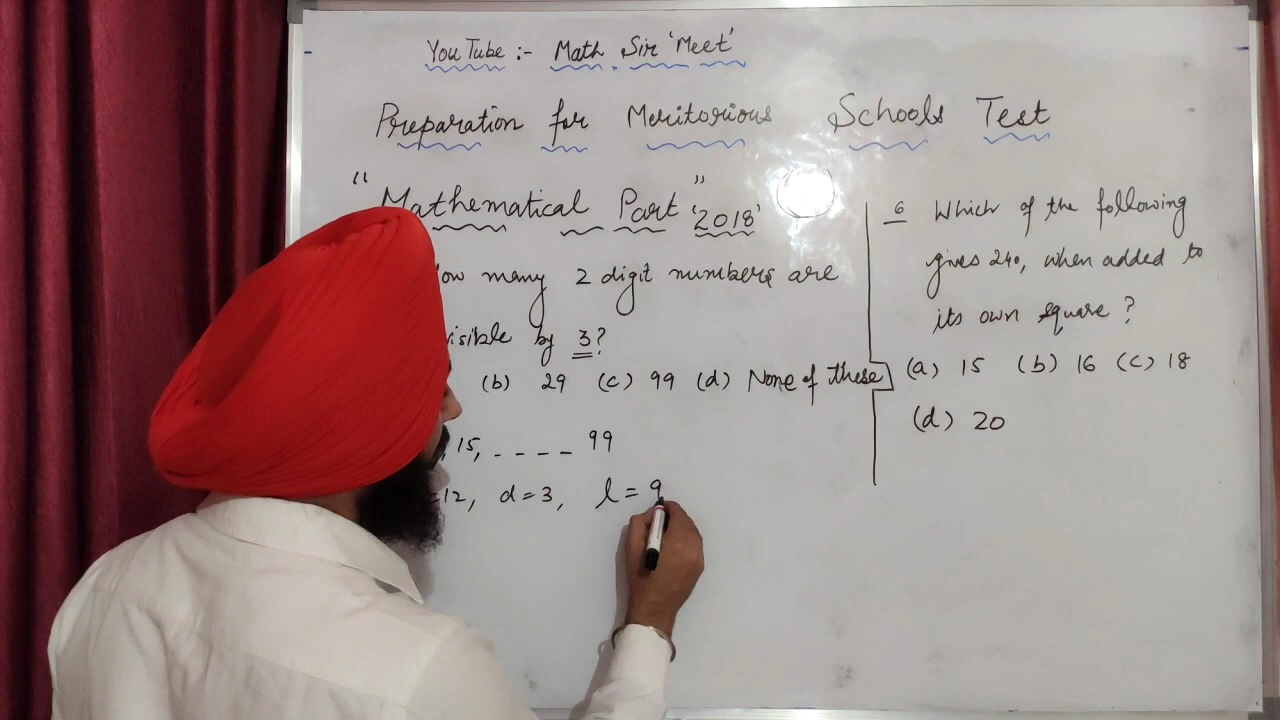 YouTube :- Math Sir 'Meet'
Preparation for Meritorious Schools Test
"Mathematical Part" '2018'
ow many 2 digit numbers are
visible by 3?
(b) 29 (c) 99 (d) None of these
, 15, - - - - 99
=12, d=3, l=9
6 Which of the following
gives 240, when added to
its own square?
(a) 15 (b) 16 (c) 18
(d) 20